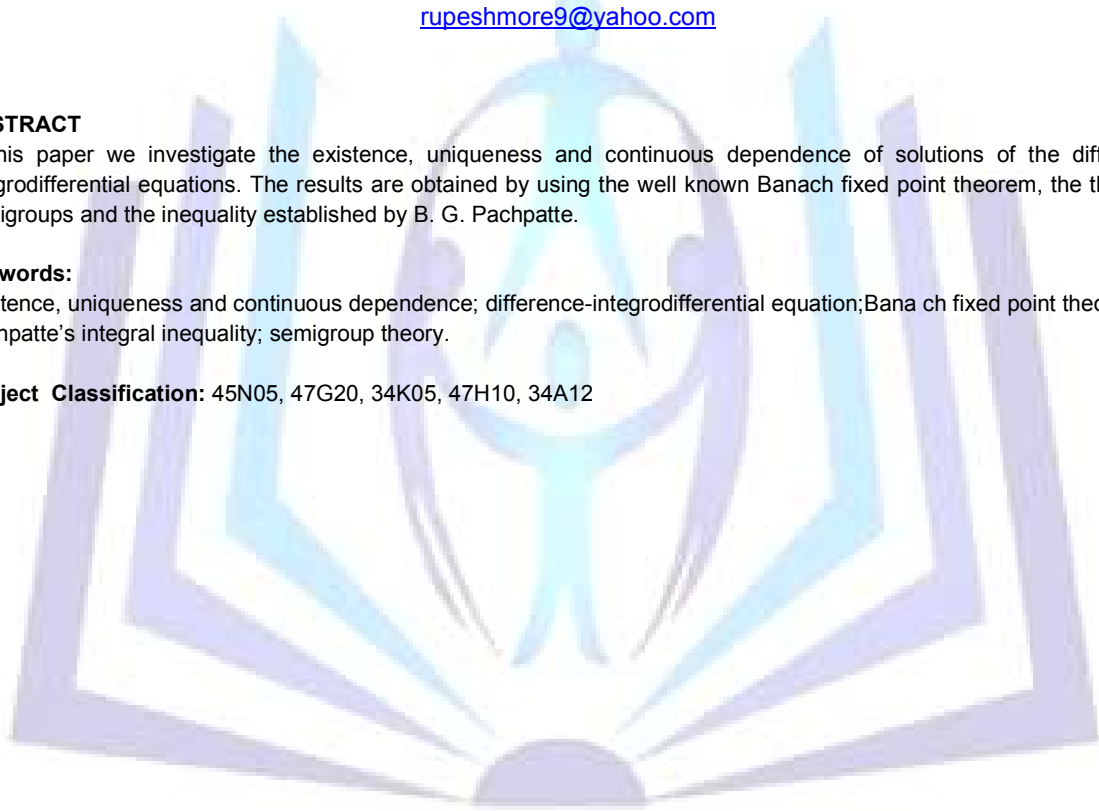 rupeshmore9@yahoo.com
STRACT
his paper we investigate the existence, uniqueness and continuous dependence of solutions of the diff
grodifferential equations. The results are obtained by using the well known Banach fixed point theorem, the th
igroups and the inequality established by B. G. Pachpatte.
words:
tence, uniqueness and continuous dependence; difference-integrodifferential equation;Bana ch fixed point theo
hpatte's integral inequality; semigroup theory.
ject Classification: 45N05, 47G20, 34K05, 47H10, 34A12